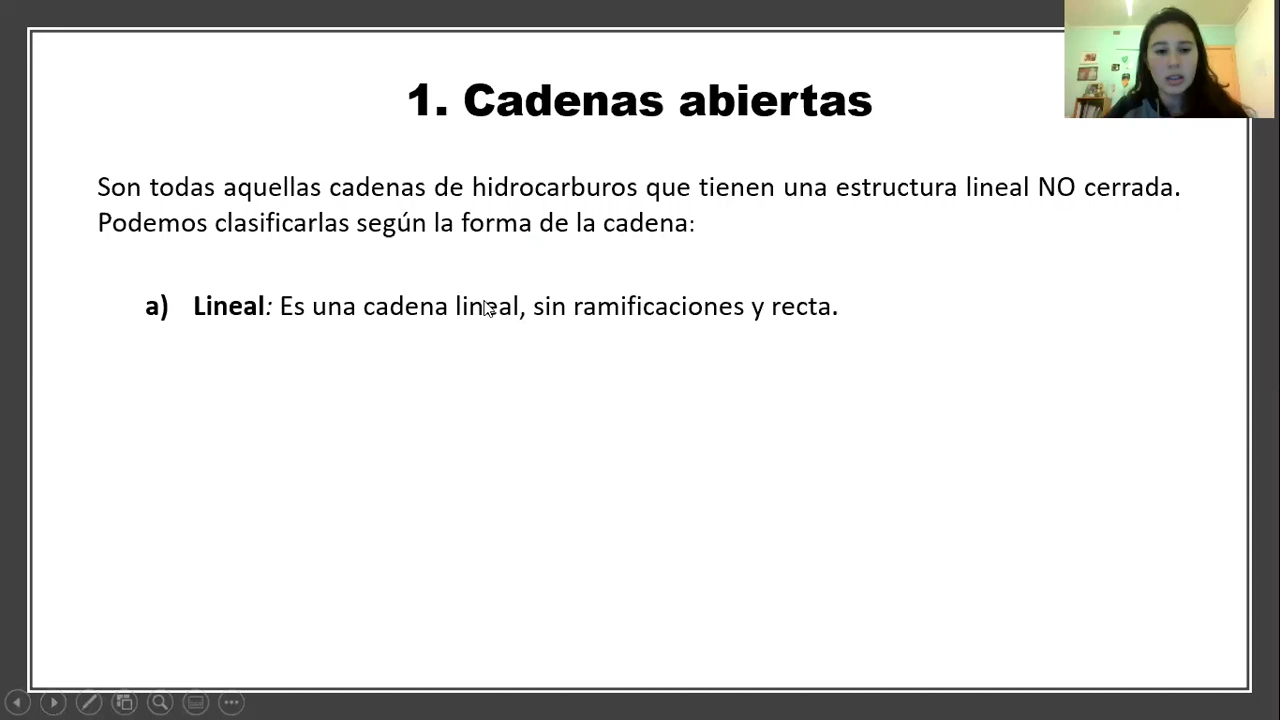 1. Cadenas abiertas
Son todas aquellas cadenas de hidrocarburos que tienen una estructura lineal NO cerrada.
Podemos clasificarlas según la forma de la cadena:
a) Lineal: Es una cadena lineal, sin ramificaciones y recta.